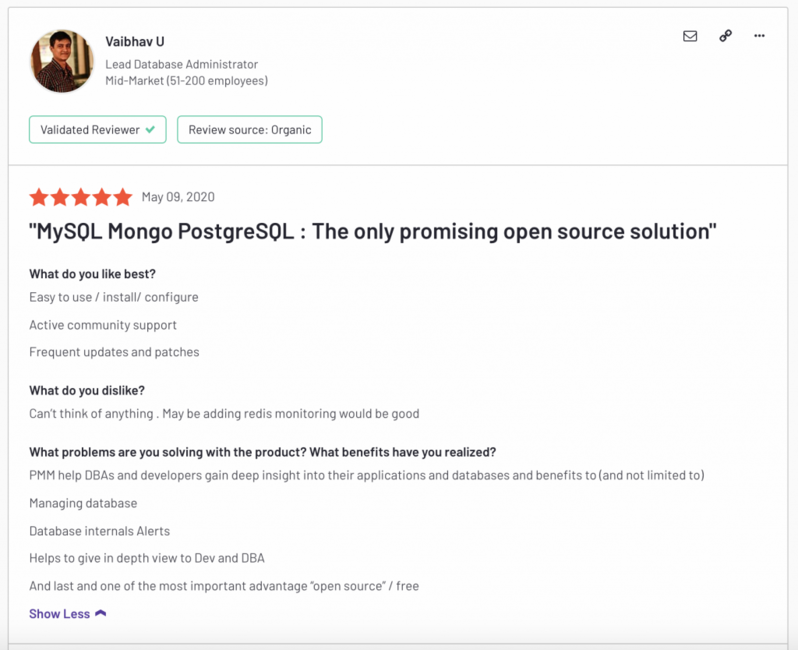 Vaibhav U
Lead Database Administrator
Mid-Market (51-200 employees)
Validated Reviewer
Review source: Organic
May 09, 2020
"MySQL Mongo PostgreSQL : The only promising open source solution"
What do you like best?
Easy to use / install/ configure
Active community support
Frequent updates and patches
What do you dislike?
Can't think of anything . May be adding redis monitoring would be good
What problems are you solving with the product? What benefits have you realized?
PMM help DBAs and developers gain deep insight into their applications and databases and benefits to (and not limited to)
Managing database
Database internals Alerts
Helps to give in depth view to Dev and DBA
And last and one of the most important advantage "open source" / free
Show Less